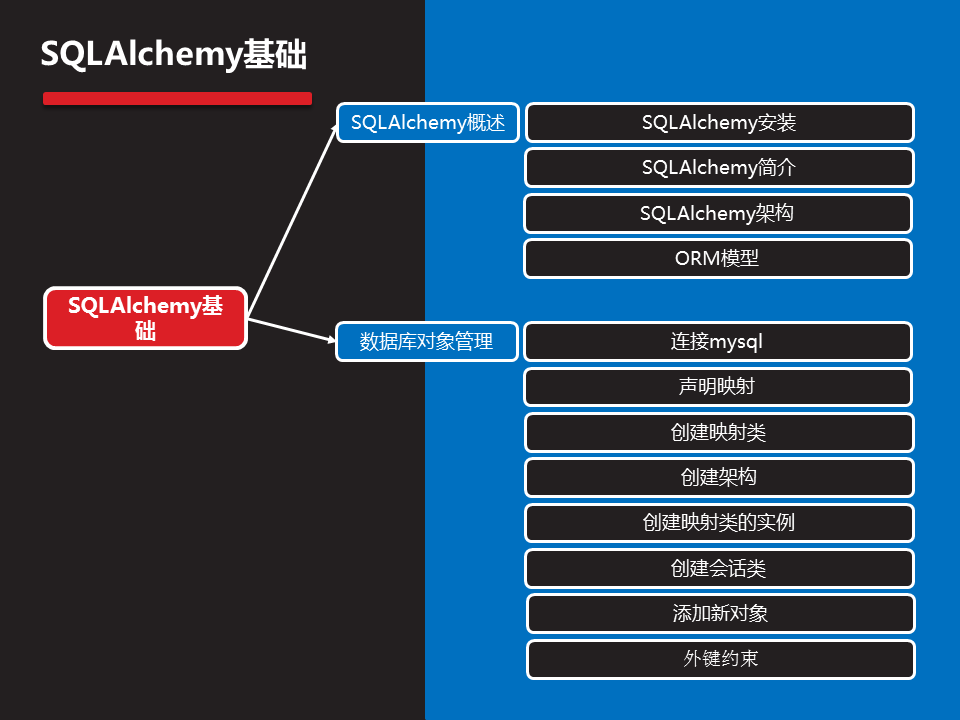 SQLAlchemy基础
SQLAlchemy概述
SQLAlchemy安装
SQLAlchemy简介
SQLAlchemy架构
ORM模型
SQLAlchemy基
础
数据库对象管理
连接mysql
声明映射
创建映射类
创建架构
创建映射类的实例
创建会话类
添加新对象
外键约束